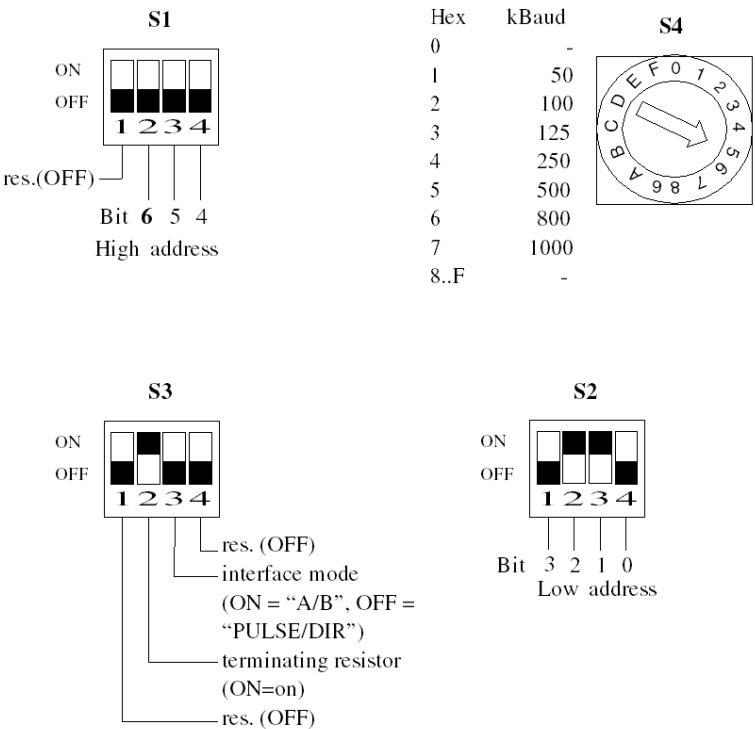 S1
ON
OFF
1 2 3 4
res.(OFF)
Bit 6 5 4
High address
Hex kBaud
0 -
1 50
2 100
3 125
4 250
5 500
6 800
7 1000
8..F -
S4
0 1 2 3 4 5 6 7 8 9 A B C D E F
S3
ON
OFF
1 2 3 4
res. (OFF)
interface mode
(ON = “A/B”, OFF =
“PULSE/DIR”)
terminating resistor
(ON=on)
res. (OFF)
S2
ON
OFF
1 2 3 4
Bit 3 2 1 0
Low address